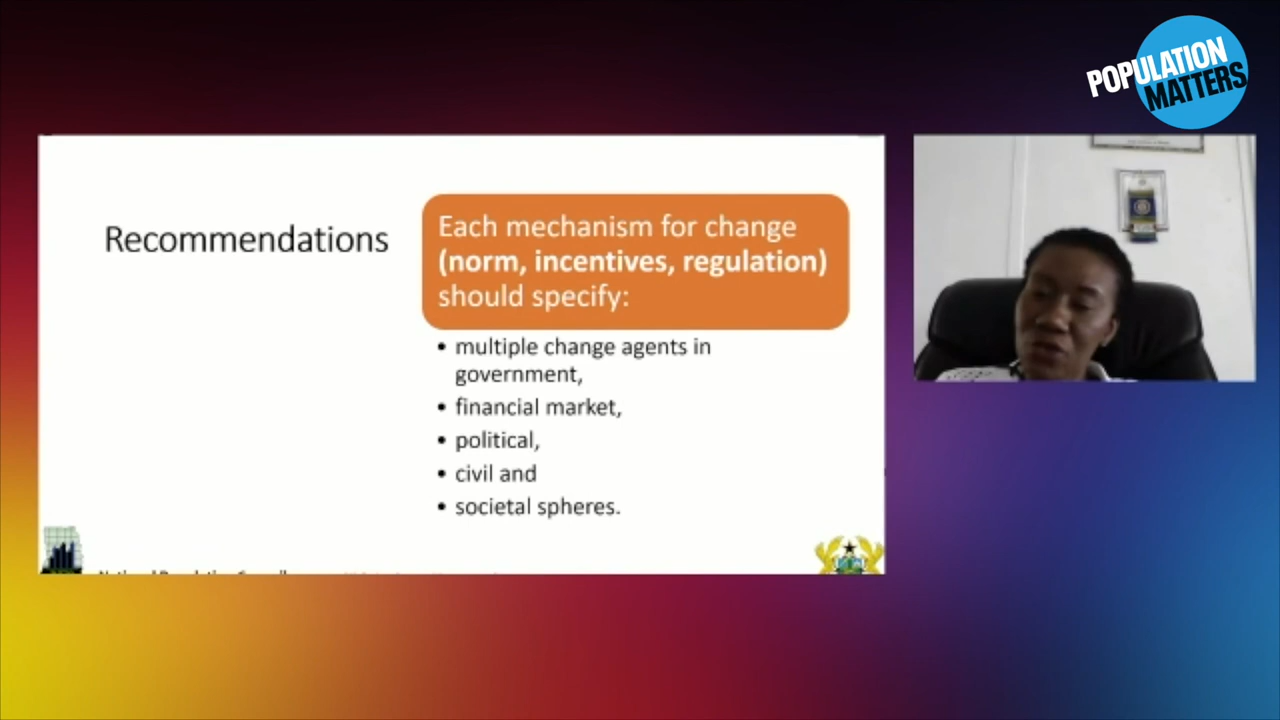 POPULATION
MATTERS
Recommendations
Each mechanism for change
(norm, incentives, regulation)
should specify:
• multiple change agents in
government,
• financial market,
• political,
• civil and
• societal spheres.